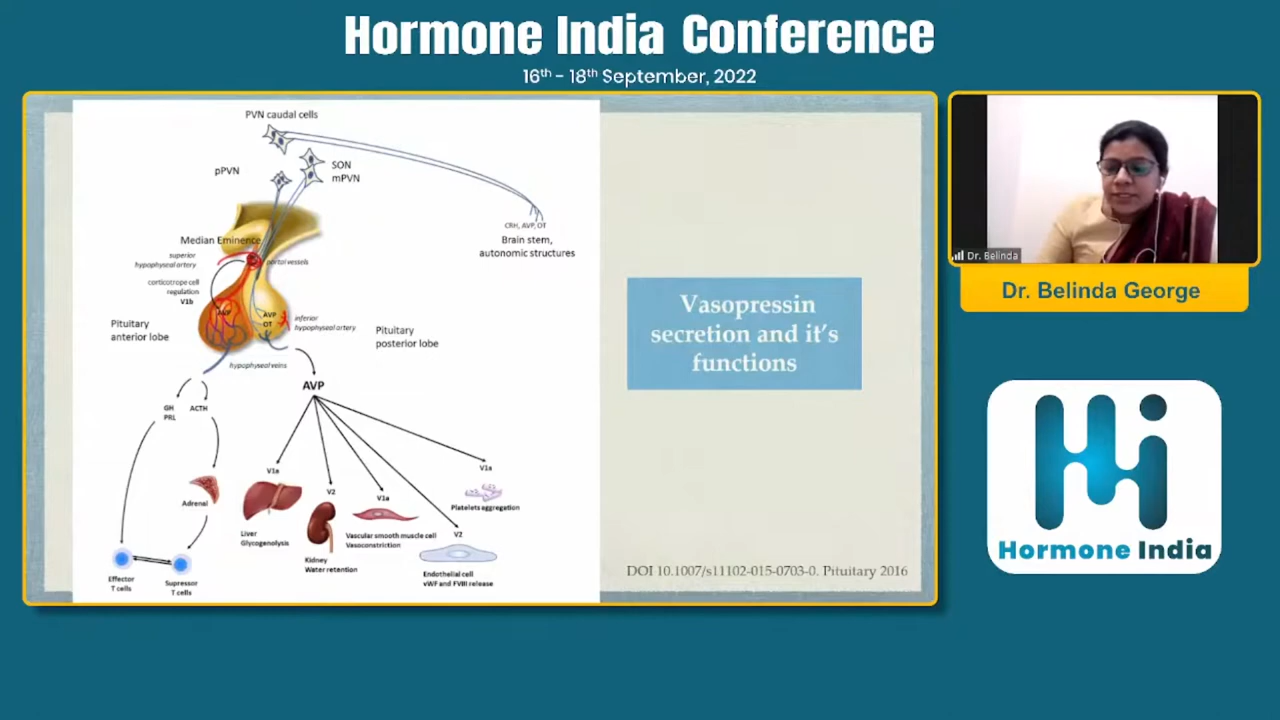 Hormone India Conference
16th - 18th September, 2022
PVN caudal cells
SON
mPVN
pPVN
CRH, AVP, OT
Brain stem,
autonomic structures
Median Eminence
superior
hypophyseal artery
portal vessels
corticotrope cell
regulation
V1b
AVP
AVP
OT
inferior
hypophyseal artery
Pituitary
anterior lobe
Pituitary
posterior lobe
hypophyseal veins
AVP
GH
PRL
ACTH
V1a
V2
V1a
V2
V1a
Adrenal
Liver
Glycogenolysis
Kidney
Water retention
Vascular smooth muscle cell
Vasoconstriction
Platelets aggregation
Endothelial cell
vWF and FVIII release
Effector
T cells
Supressor
T cells
Vasopressin
secretion and it's
functions
DOI 10.1007/s11102-015-0703-0. Pituitary 2016
Dr. Belinda
Dr. Belinda George
Hi
Hormone India